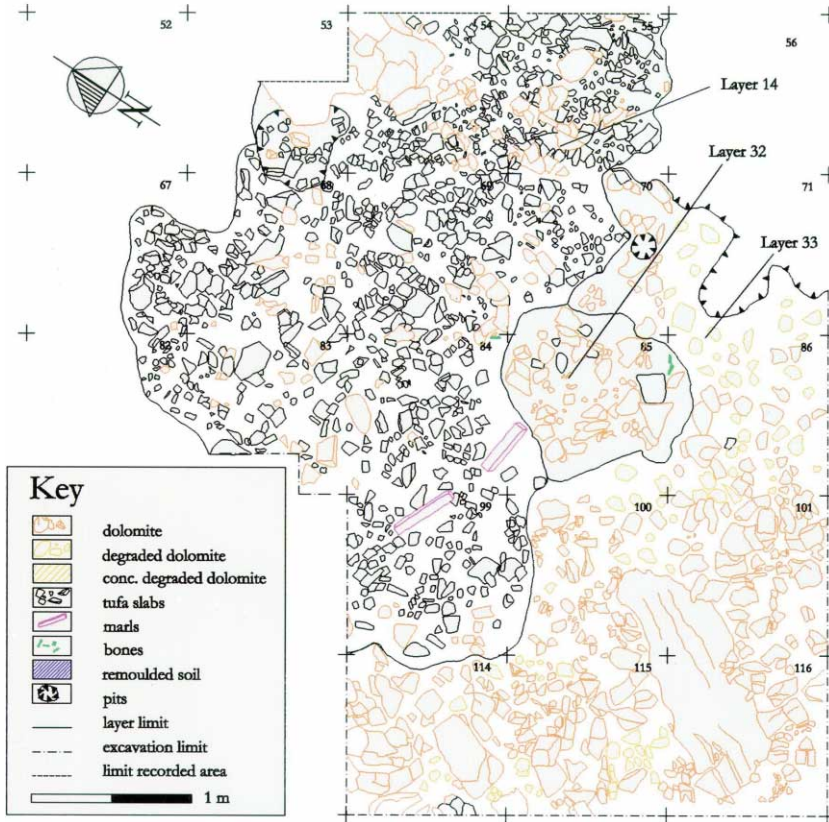 52
53
54
55
56
Layer 14
Layer 32
67
68
69
70
71
Layer 33
82
83
84
65
86
N
99
100
101
Key
dolomite
degraded dolomite
conc. degraded dolomite
tufa slabs
marls
bones
remoulded soil
pits
layer limit
excavation limit
limit recorded area
1 m
114
115
116